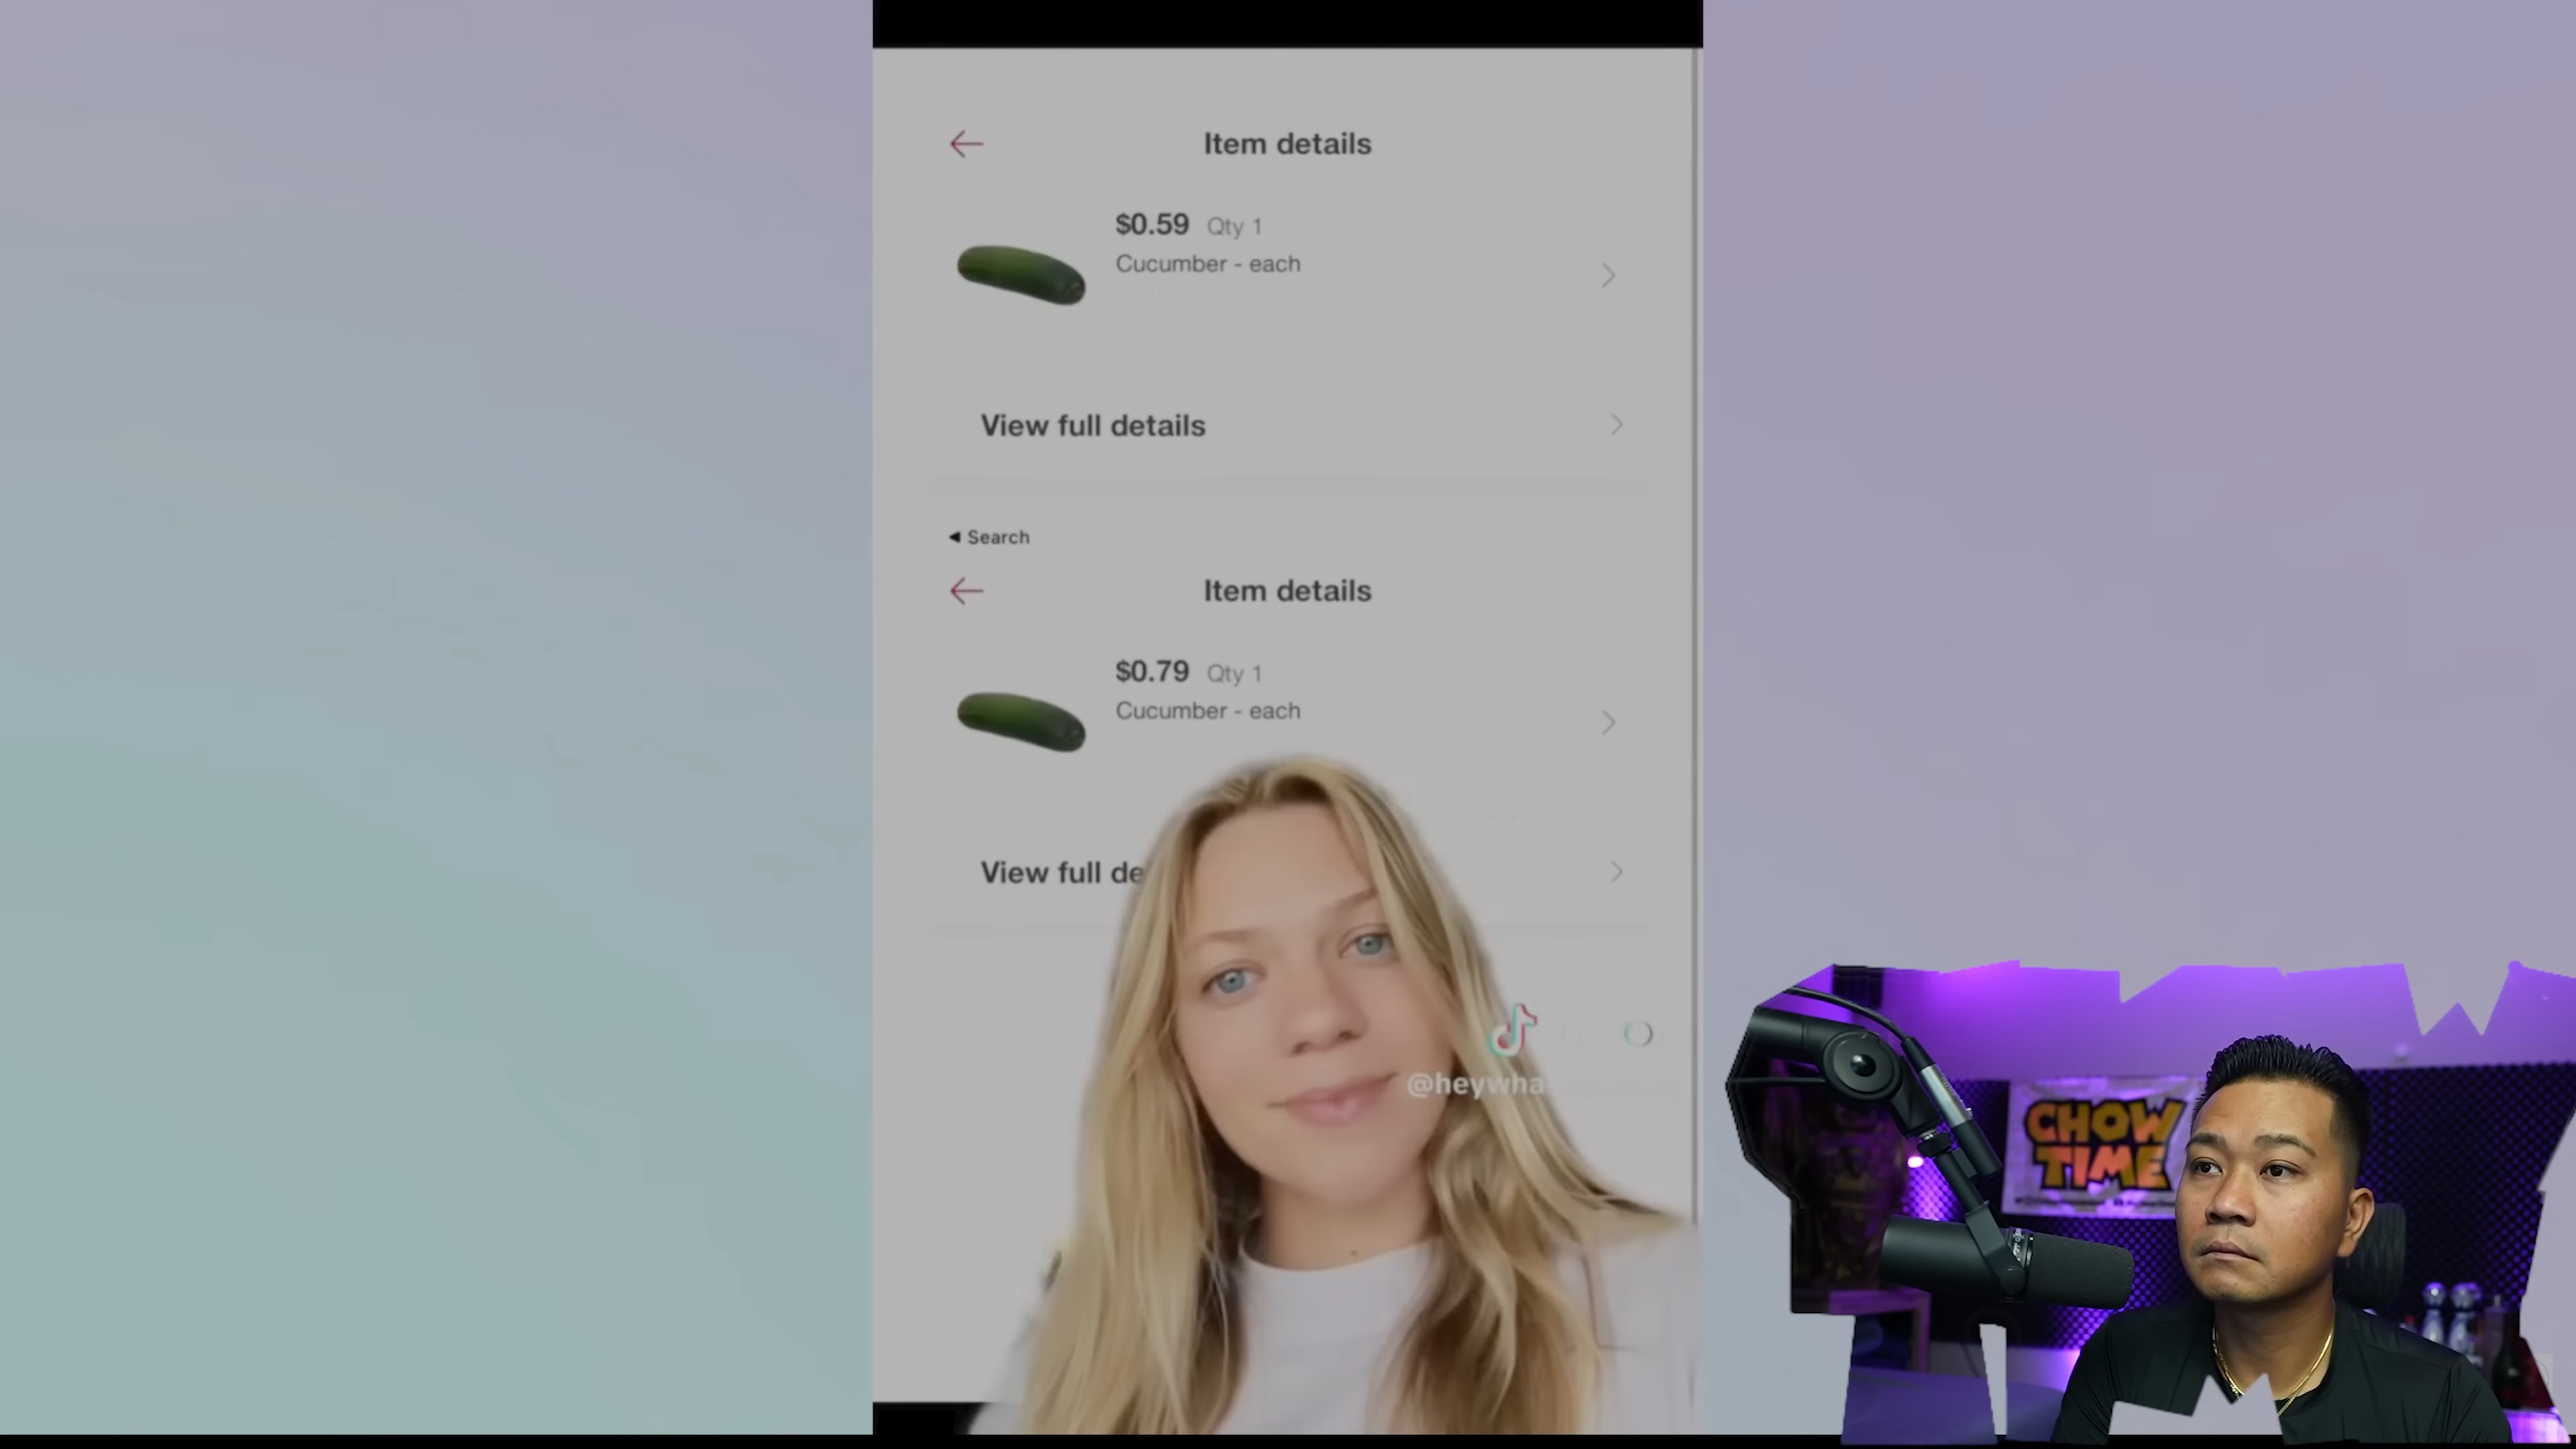 Item details
$0.59 Qty 1
Cucumber - each
View full details
◀ Search
Item details
$0.79 Qty 1
Cucumber - each
View full de
@heywha
CHOW
TIME